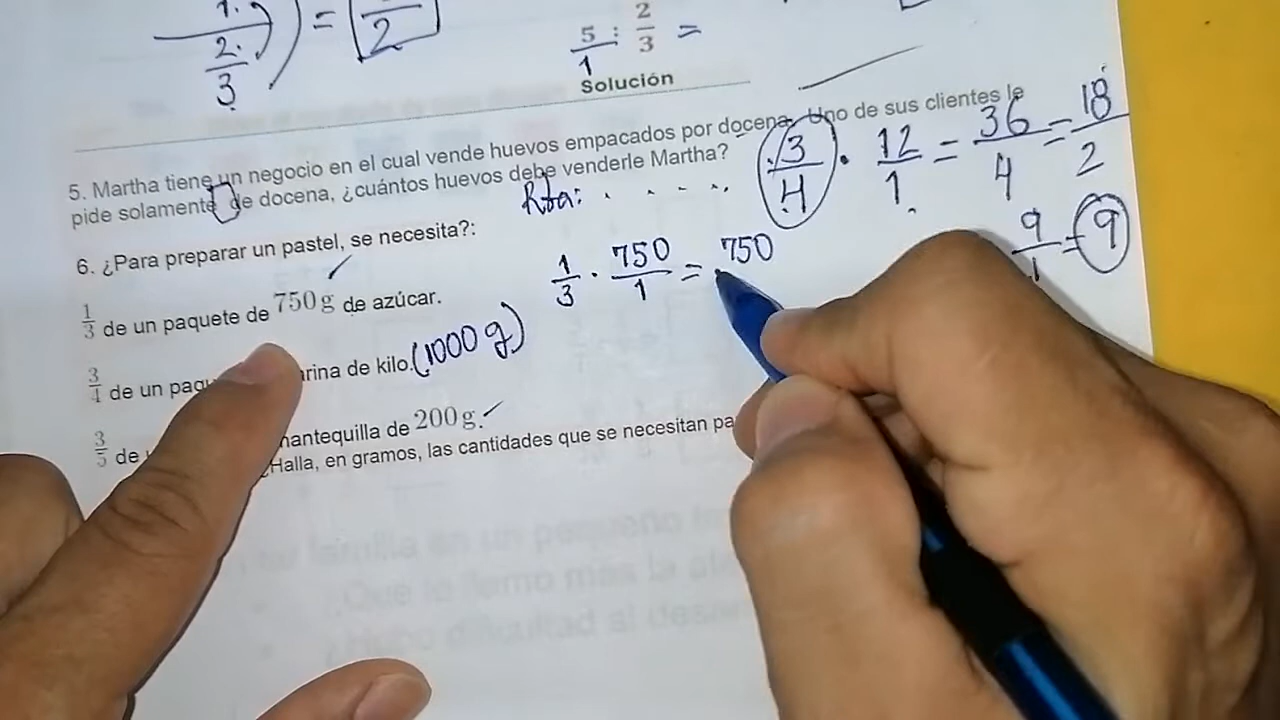 1.
2. = 2
3
5/1 : 2/3 =
Solución
5. Martha tiene un negocio en el cual vende huevos empacados por docena. Uno de sus clientes le
pide solamente de docena, ¿cuántos huevos debe venderle Martha?
Rta: . . . . ..
3/4 . 12/1 = 36/4 = 18/2
9/1 = 9
6. ¿Para preparar un pastel, se necesita?:
1/3 . 750/1 = 750
1/3 de un paquete de 750 g de azúcar.
3/4 de un kilo. (1000 g)
3/5 de mantequilla de 200 g.
¿Halla, en gramos, las cantidades que se necesitan